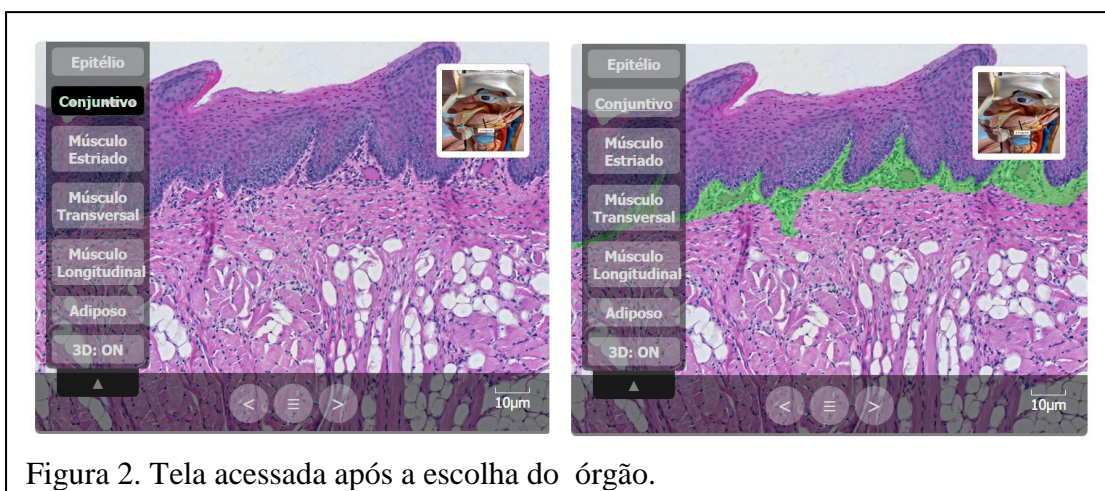 Epitélio
Conjuntivo
Músculo
Estriado
Músculo
Transversal
Músculo
Longitudinal
Adiposo
3D: ON
▲
< ≡ >
10μm
Epitélio
Conjuntivo
Músculo
Estriado
Músculo
Transversal
Músculo
Longitudinal
Adiposo
3D: ON
▲
< ≡ >
10μm
Figura 2. Tela acessada após a escolha do órgão.